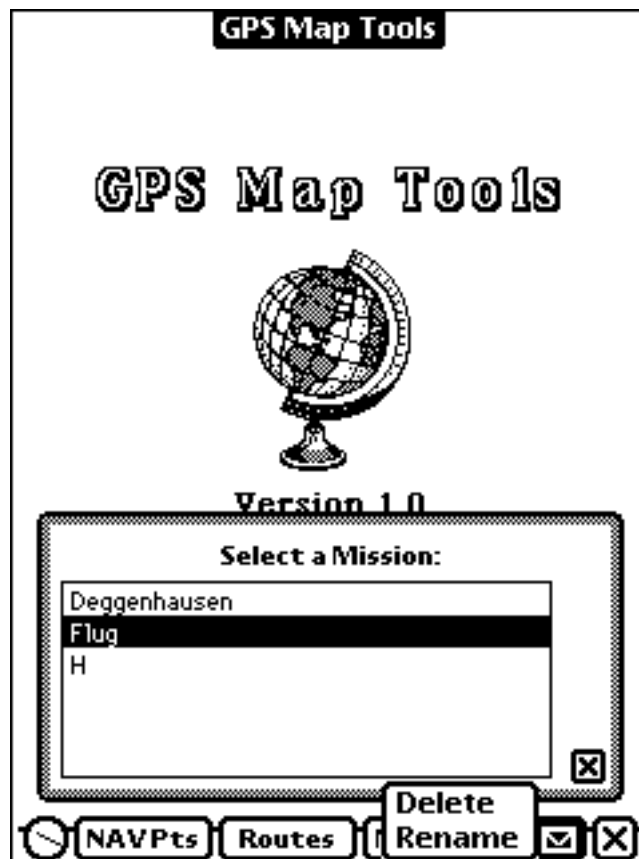 GPS Map Tools
GPS Map Tools
Version 1.0
Select a Mission:
Deggenhausen
Flug
H
Delete
Rename
NAVPts
Routes